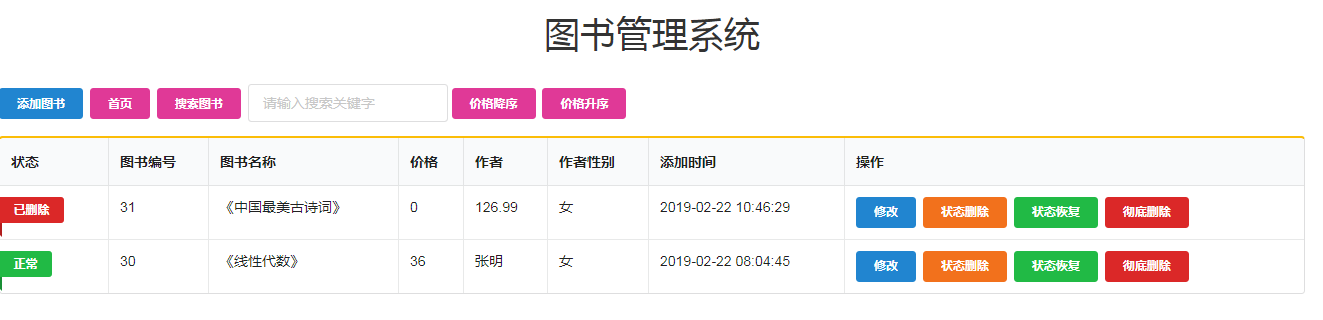 图书管理系统
添加图书 首页 搜索图书 请输入搜索关键字 价格降序 价格升序
状态 图书编号 图书名称 价格 作者 作者性别 添加时间 操作
已删除 31 《中国最美古诗词》 0 126.99 女 2019-02-22 10:46:29 修改 状态删除 状态恢复 彻底删除
正常 30 《线性代数》 36 张明 女 2019-02-22 08:04:45 修改 状态删除 状态恢复 彻底删除